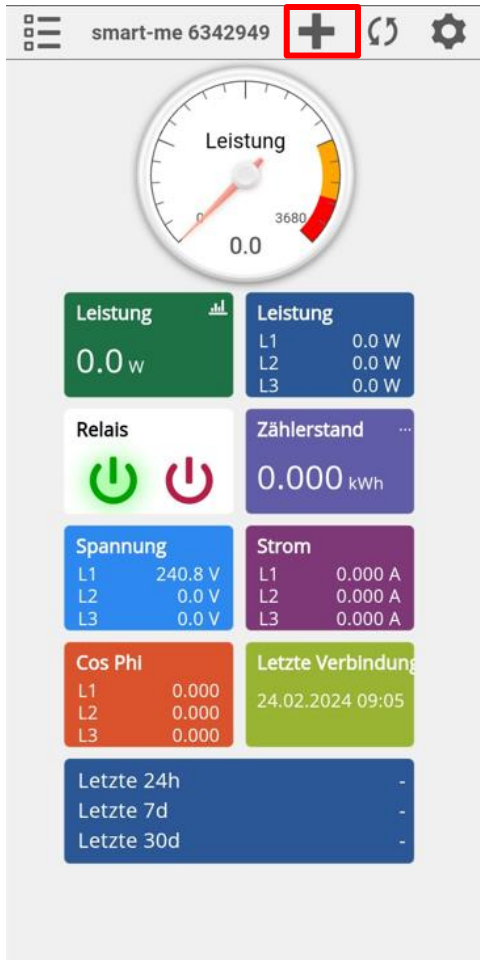 smart-me 6342949
Leistung
0 3680
0.0
Leistung
0.0 W
Leistung
L1 0.0 W
L2 0.0 W
L3 0.0 W
Relais
Zählerstand ...
0.000 kWh
Spannung
L1 240.8 V
L2 0.0 V
L3 0.0 V
Strom
L1 0.000 A
L2 0.000 A
L3 0.000 A
Cos Phi
L1 0.000
L2 0.000
L3 0.000
Letzte Verbindung
24.02.2024 09:05
Letzte 24h -
Letzte 7d -
Letzte 30d -